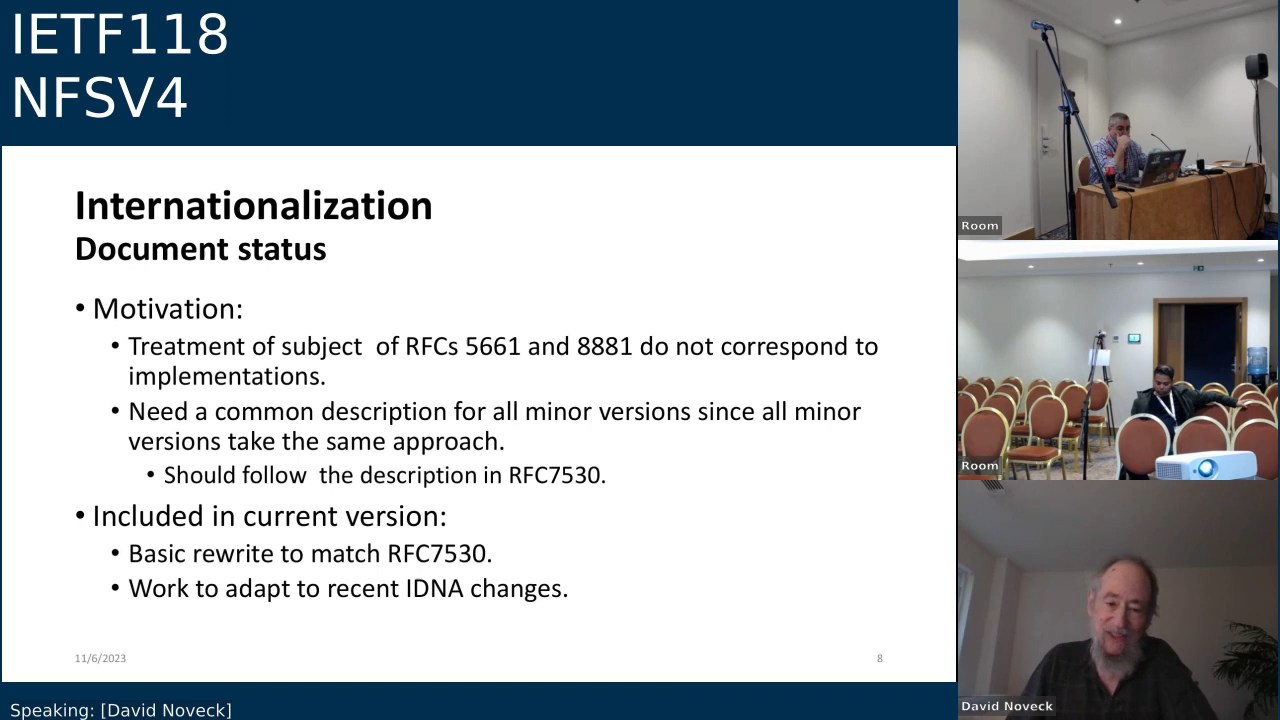 IETF118
NFSV4
Internationalization
Document status
• Motivation:
• Treatment of subject  of RFCs 5661 and 8881 do not correspond to
implementations.
• Need a common description for all minor versions since all minor
versions take the same approach.
• Should follow  the description in RFC7530.
• Included in current version:
• Basic rewrite to match RFC7530.
• Work to adapt to recent IDNA changes.
11/6/2023
8
Speaking: [David Noveck]
Room
Room
David Noveck